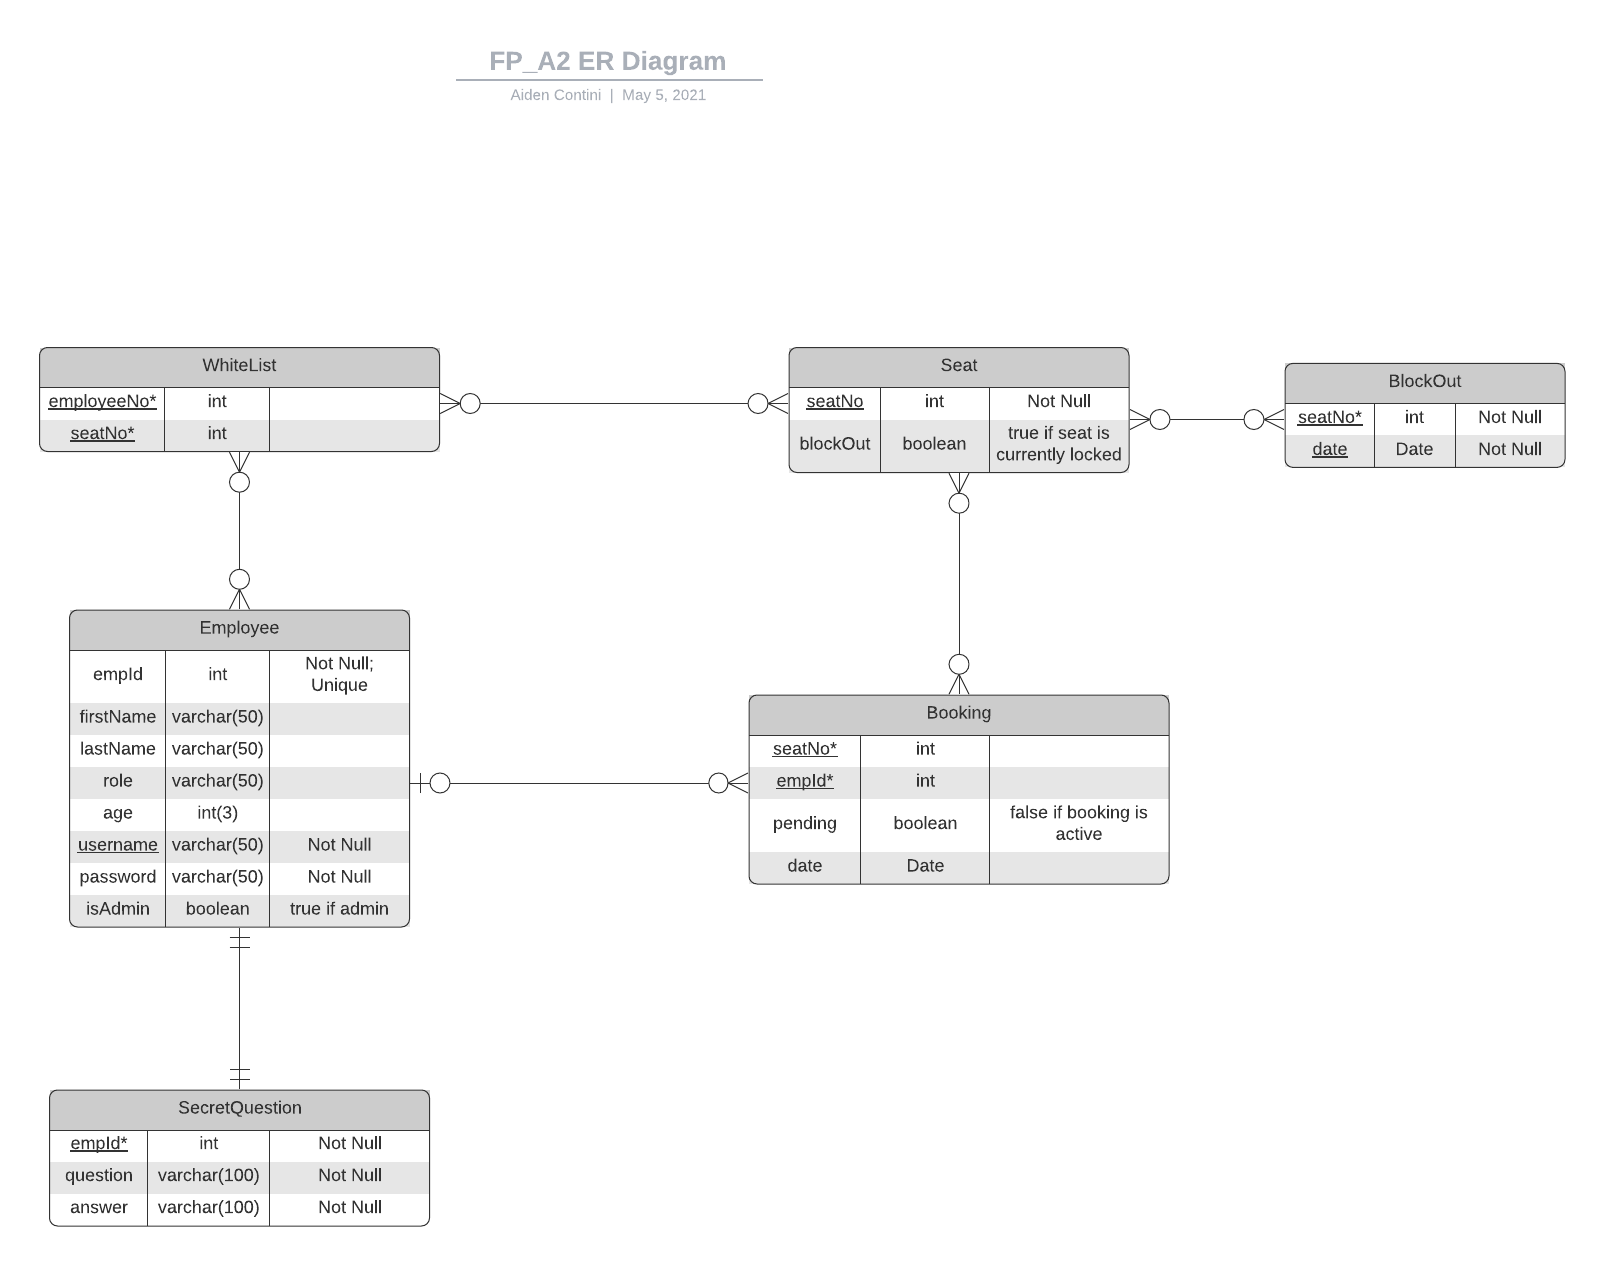 FP_A2 ER Diagram
Aiden Contini | May 5, 2021
WhiteList
employeeNo* int
seatNo* int
Seat
seatNo int Not Null
blockOut boolean true if seat is
currently locked
BlockOut
seatNo* int Not Null
date Date Not Null
Employee
empId int Not Null;
Unique
firstName varchar(50)
lastName varchar(50)
role varchar(50)
age int(3)
username varchar(50) Not Null
password varchar(50) Not Null
isAdmin boolean true if admin
Booking
seatNo* int
empId* int
pending boolean false if booking is
active
date Date
SecretQuestion
empId* int Not Null
question varchar(100) Not Null
answer varchar(100) Not Null